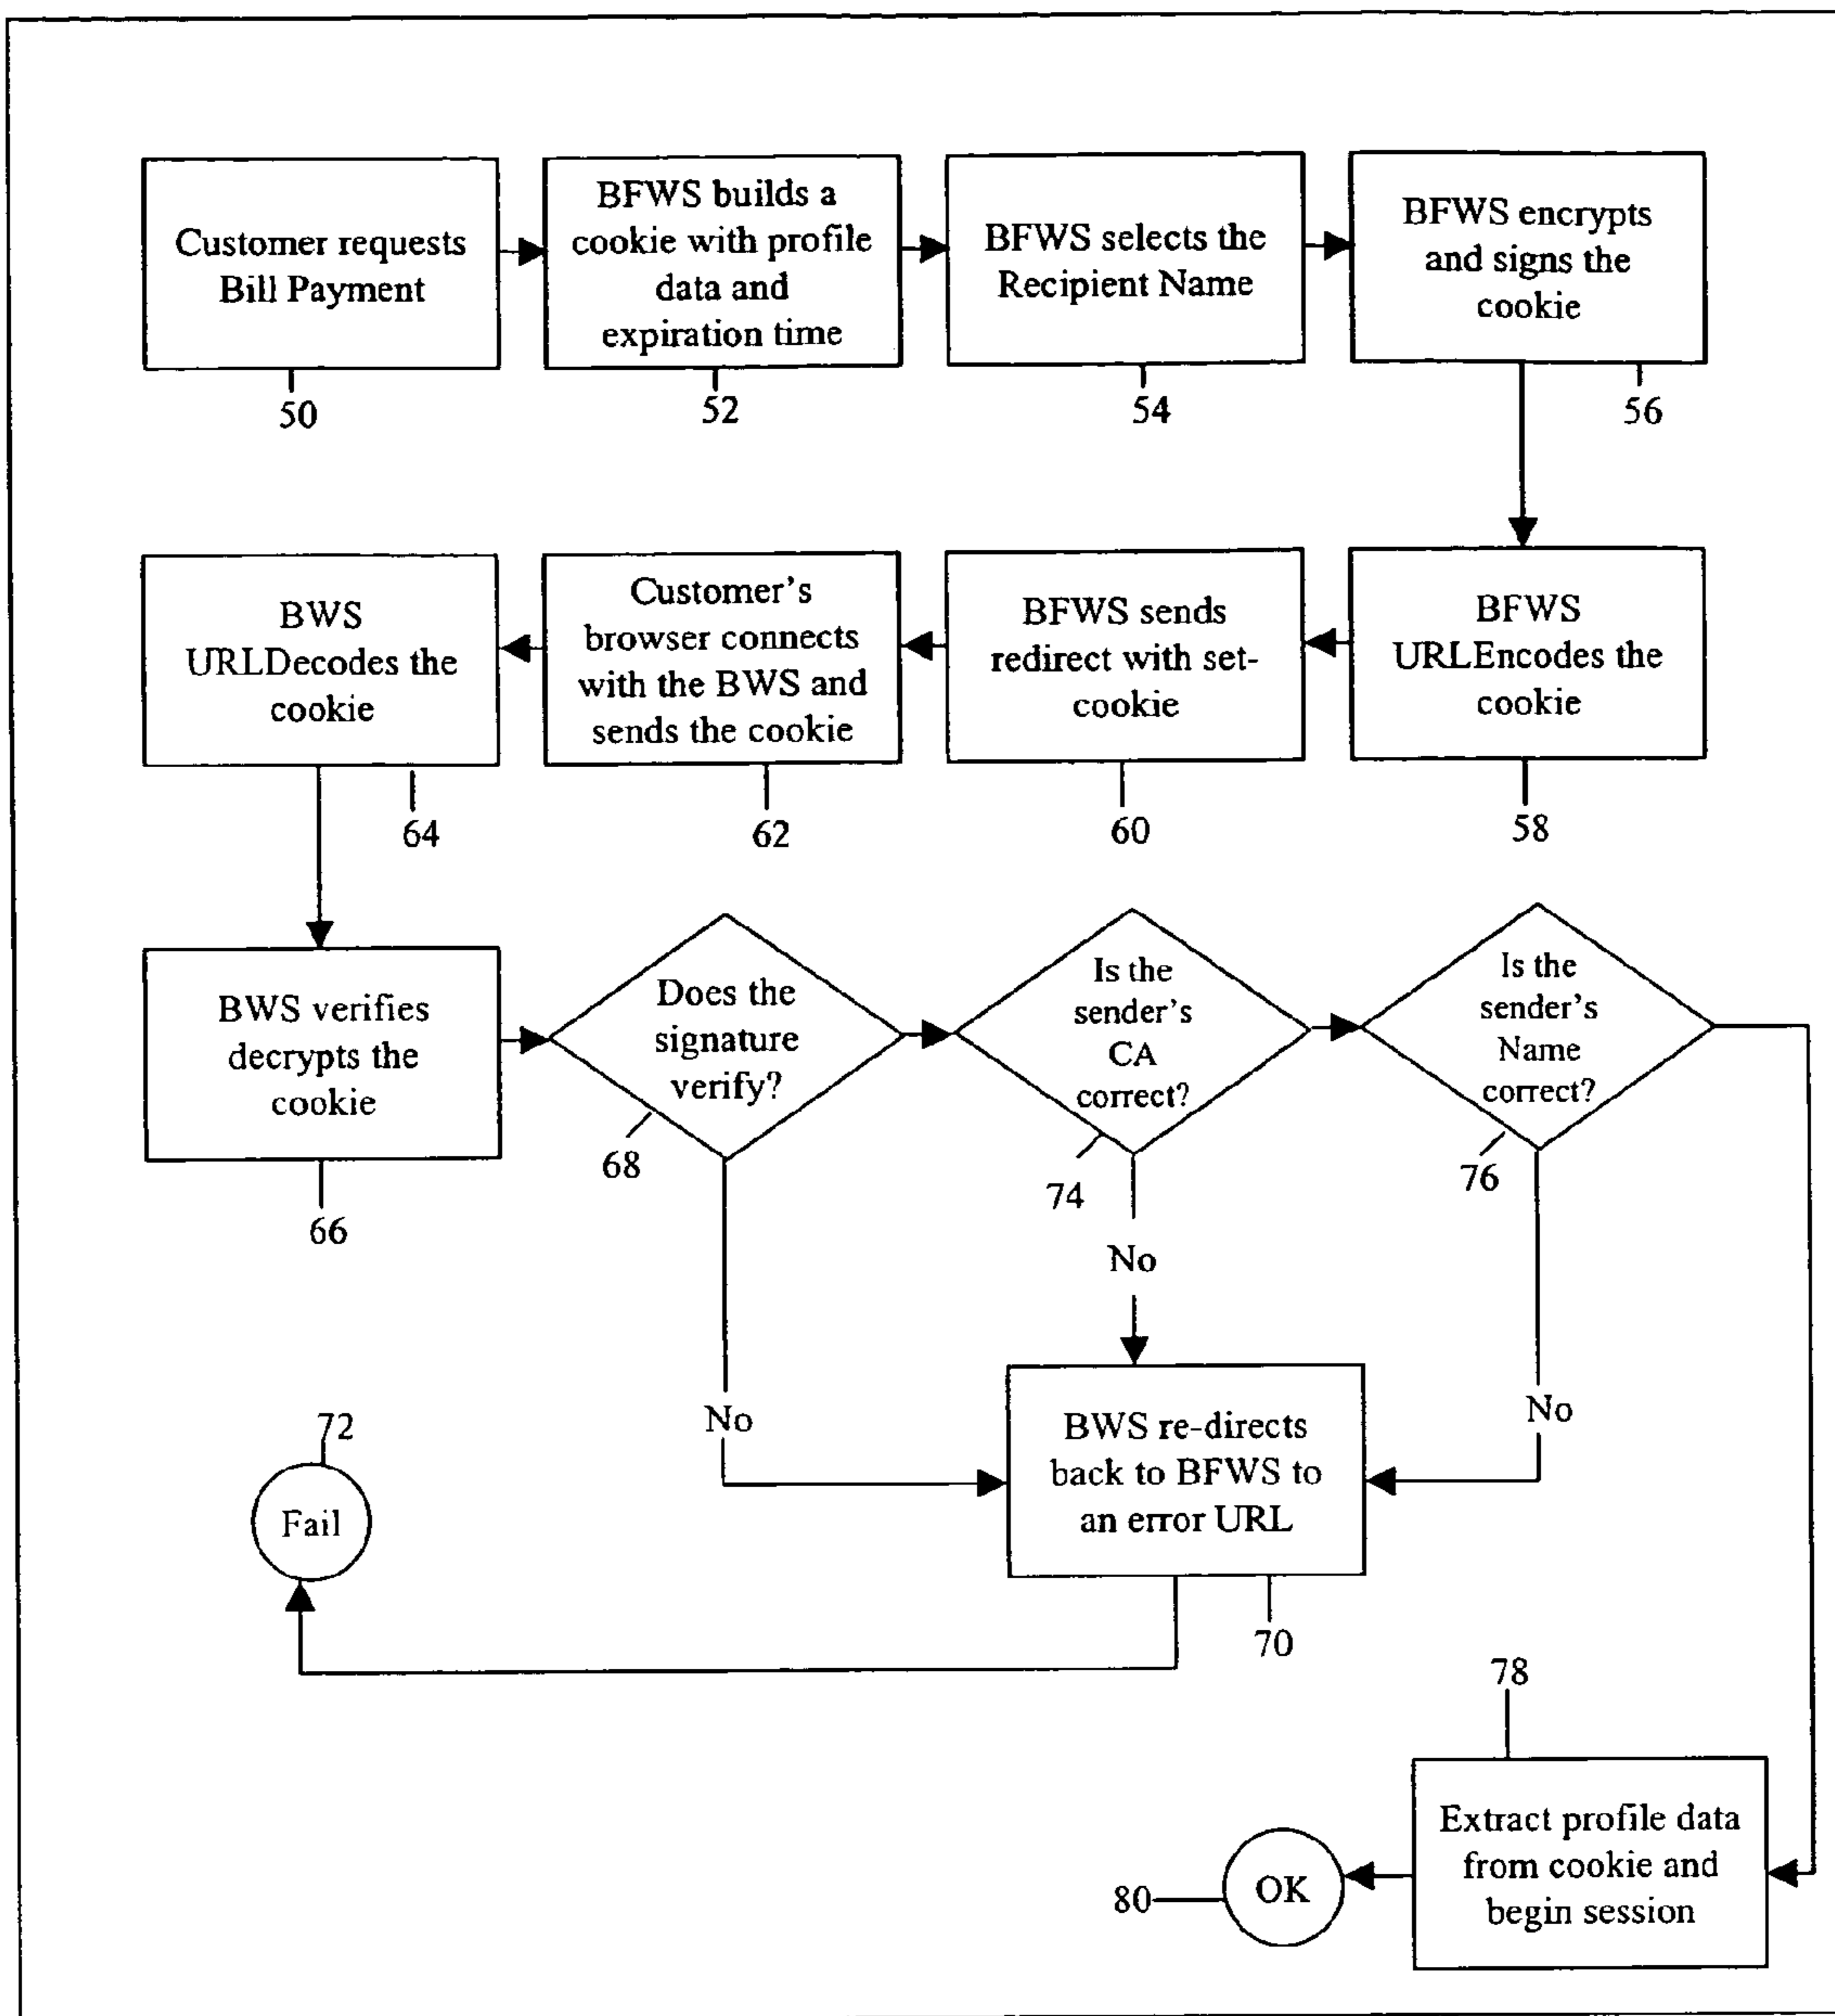 Customer requests
Bill Payment
50
BFWS builds a
cookie with profile
data and
expiration time
52
BFWS selects the
Recipient Name
54
BFWS encrypts
and signs the
cookie
56
BFWS
URLEncodes the
cookie
58
BFWS sends
redirect with set-
cookie
60
Customer's
browser connects
with the BWS and
sends the cookie
62
BWS
URLDecodes the
cookie
64
BWS verifies
decrypts the
cookie
66
Does the
signature
verify?
68
Is the
sender's
CA
correct?
74
Is the
sender's
Name
correct?
76
No
No
No
BWS re-directs
back to BFWS to
an error URL
70
72
Fail
78
Extract profile data
from cookie and
begin session
80
OK